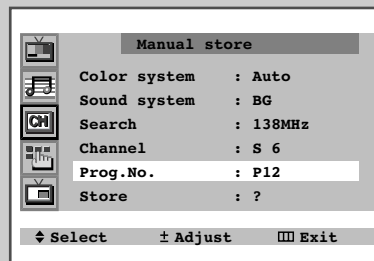 Manual store
Color system : Auto
Sound system : BG
Search : 138MHz
CH
Channel : S 6
Prog.No. : P12
Store : ?
Select ± Adjust Exit